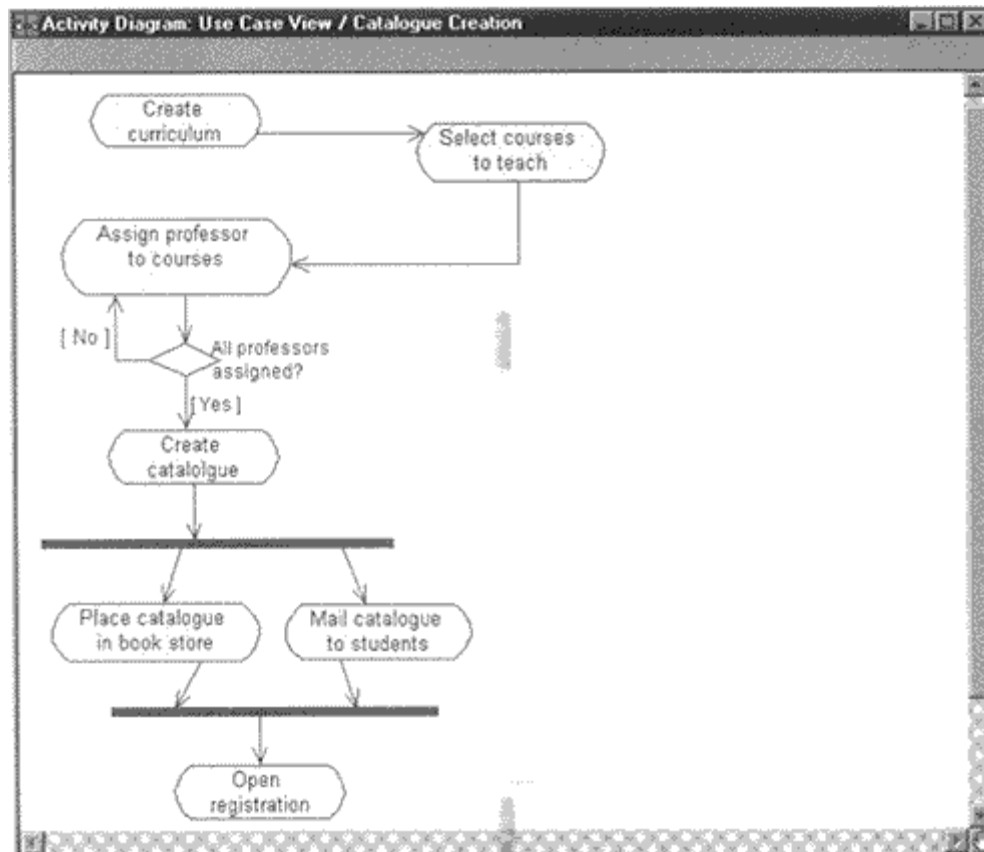 Activity Diagram: Use Case View / Catalogue Creation
Create
curriculum
Select courses
to teach
Assign professor
to courses
[ No ]
All professors
assigned?
[Yes ]
Create
catalolgue
Place catalogue
in book store
Mail catalogue
to students
Open
registration